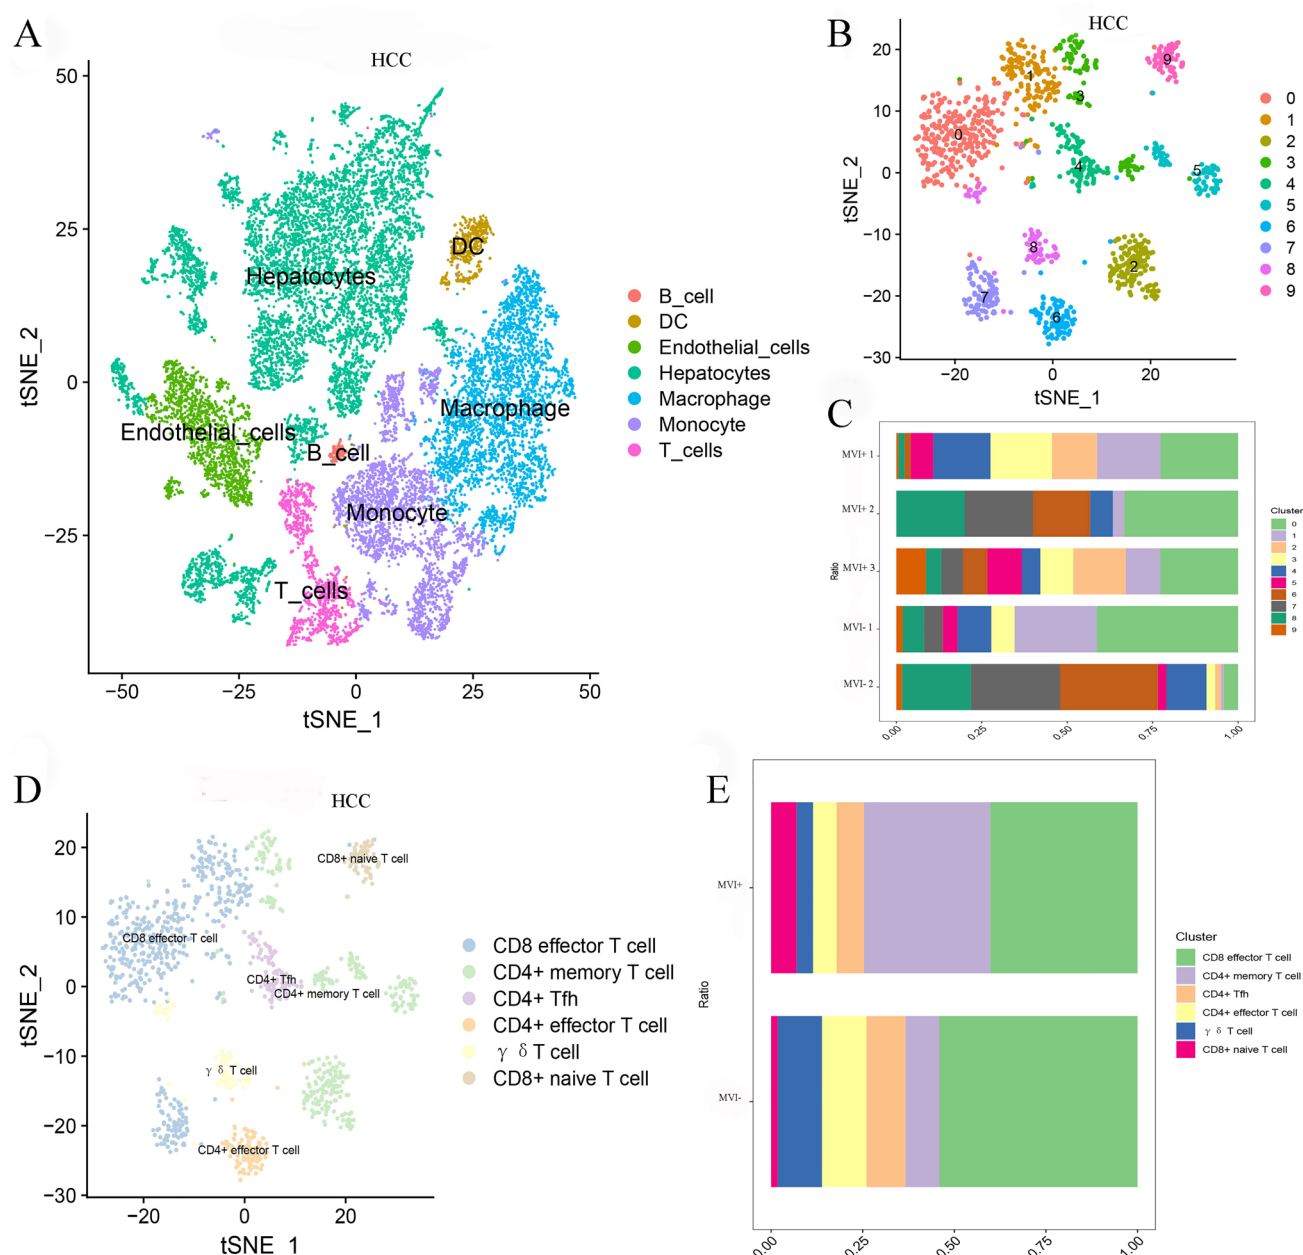 A
HCC
50
25
0
−25
−50
−25
0
25
50
tSNE_1
tSNE_2
Hepatocytes
DC
Macrophage
Endothelial_cells
B_cell
Monocyte
T_cells
B_cell
DC
Endothelial_cells
Hepatocytes
Macrophage
Monocyte
T_cells
B
HCC
20
10
0
−10
−20
−30
−20
0
20
tSNE_1
tSNE_2
0
1
2
3
4
5
6
7
8
9
0
1
2
3
4
5
6
7
8
9
C
MVI+ 1
MVI+ 2
MVI+ 3
MVI- 1
MVI- 2
Ratio
0.00
0.25
0.50
0.75
1.00
Cluster
0
1
2
3
4
5
6
7
8
9
D
HCC
20
10
0
−10
−20
−30
−20
0
20
tSNE_1
tSNE_2
CD8+ naive T cell
CD8 effector T cell
CD4+ Tfh
CD4+ memory T cell
γ δ T cell
CD4+ effector T cell
CD8 effector T cell
CD4+ memory T cell
CD4+ Tfh
CD4+ effector T cell
γ δ T cell
CD8+ naive T cell
E
MVI+
MVI-
Ratio
0.00
0.25
0.50
0.75
1.00
Cluster
CD8 effector T cell
CD4+ memory T cell
CD4+ Tfh
CD4+ effector T cell
γ δ T cell
CD8+ naive T cell